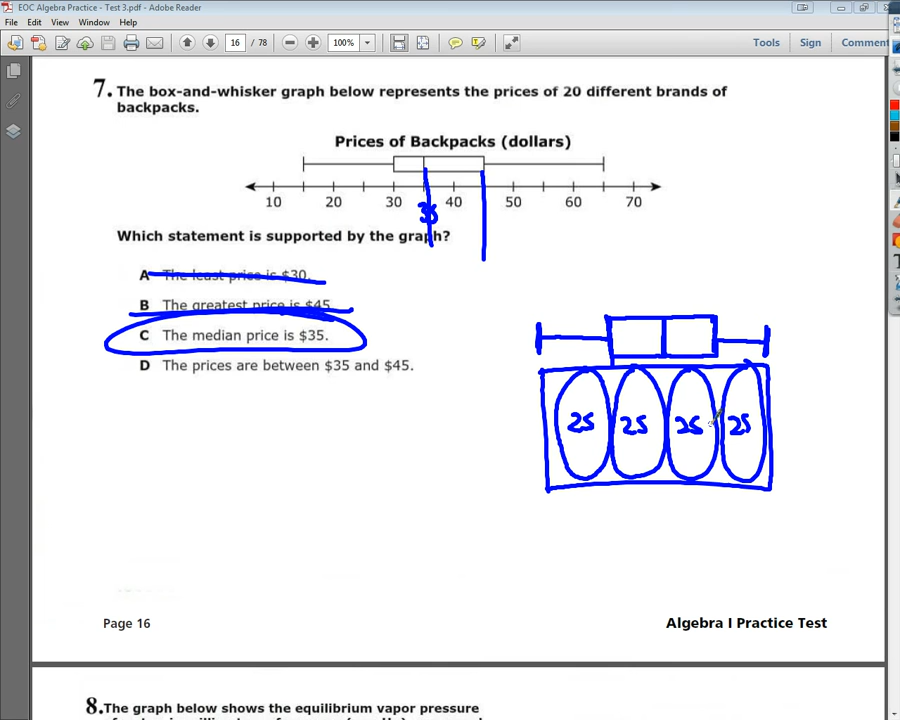 EOC Algebra Practice - Test 3.pdf - Adobe Reader
File Edit View Window Help
16 / 78 100% Tools Sign Comment
7. The box-and-whisker graph below represents the prices of 20 different brands of
backpacks.
Prices of Backpacks (dollars)
10 20 30 40 50 60 70
35
Which statement is supported by the graph?
A The least price is $30.
B The greatest price is $45.
C The median price is $35.
D The prices are between $35 and $45.
25 25 25 25
Page 16 Algebra I Practice Test
8. The graph below shows the equilibrium vapor pressure